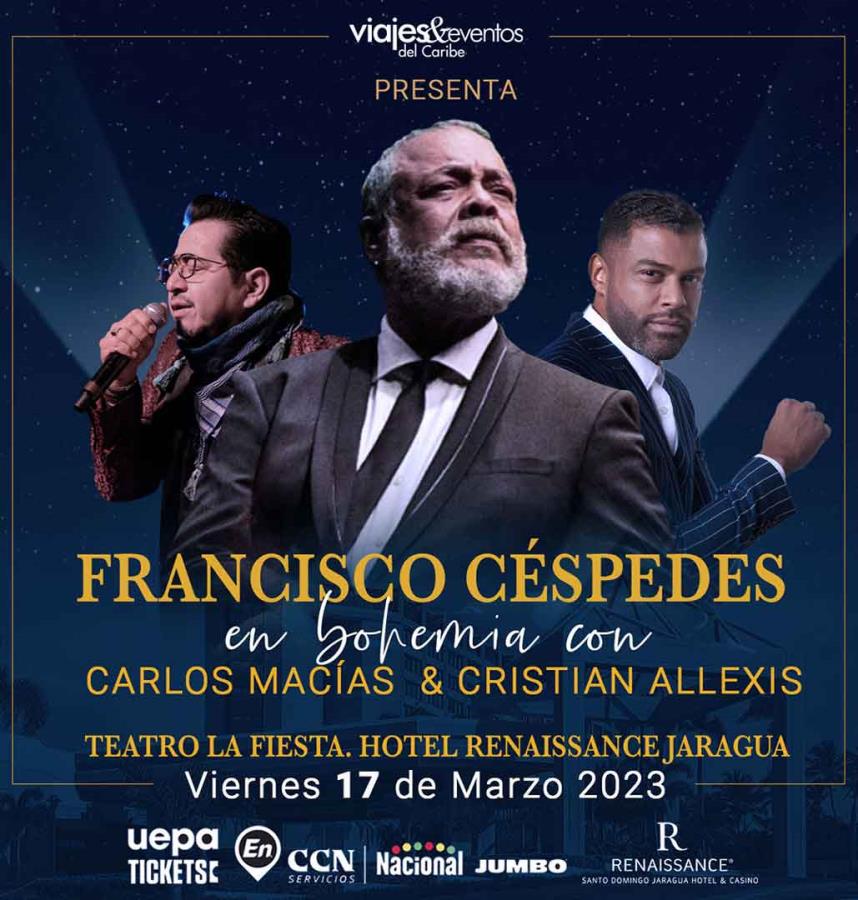 viajes&eventos
del Caribe
PRESENTA
FRANCISCO CÉSPEDES
en bohemia con
CARLOS MACÍAS & CRISTIAN ALLEXIS
TEATRO LA FIESTA. HOTEL RENAISSANCE JARAGUA
Viernes 17 de Marzo 2023
uepa
TICKETS
En
CCN
SERVICIOS
Nacional
JUMBO
R
RENAISSANCE®
SANTO DOMINGO JARAGUA HOTEL & CASINO